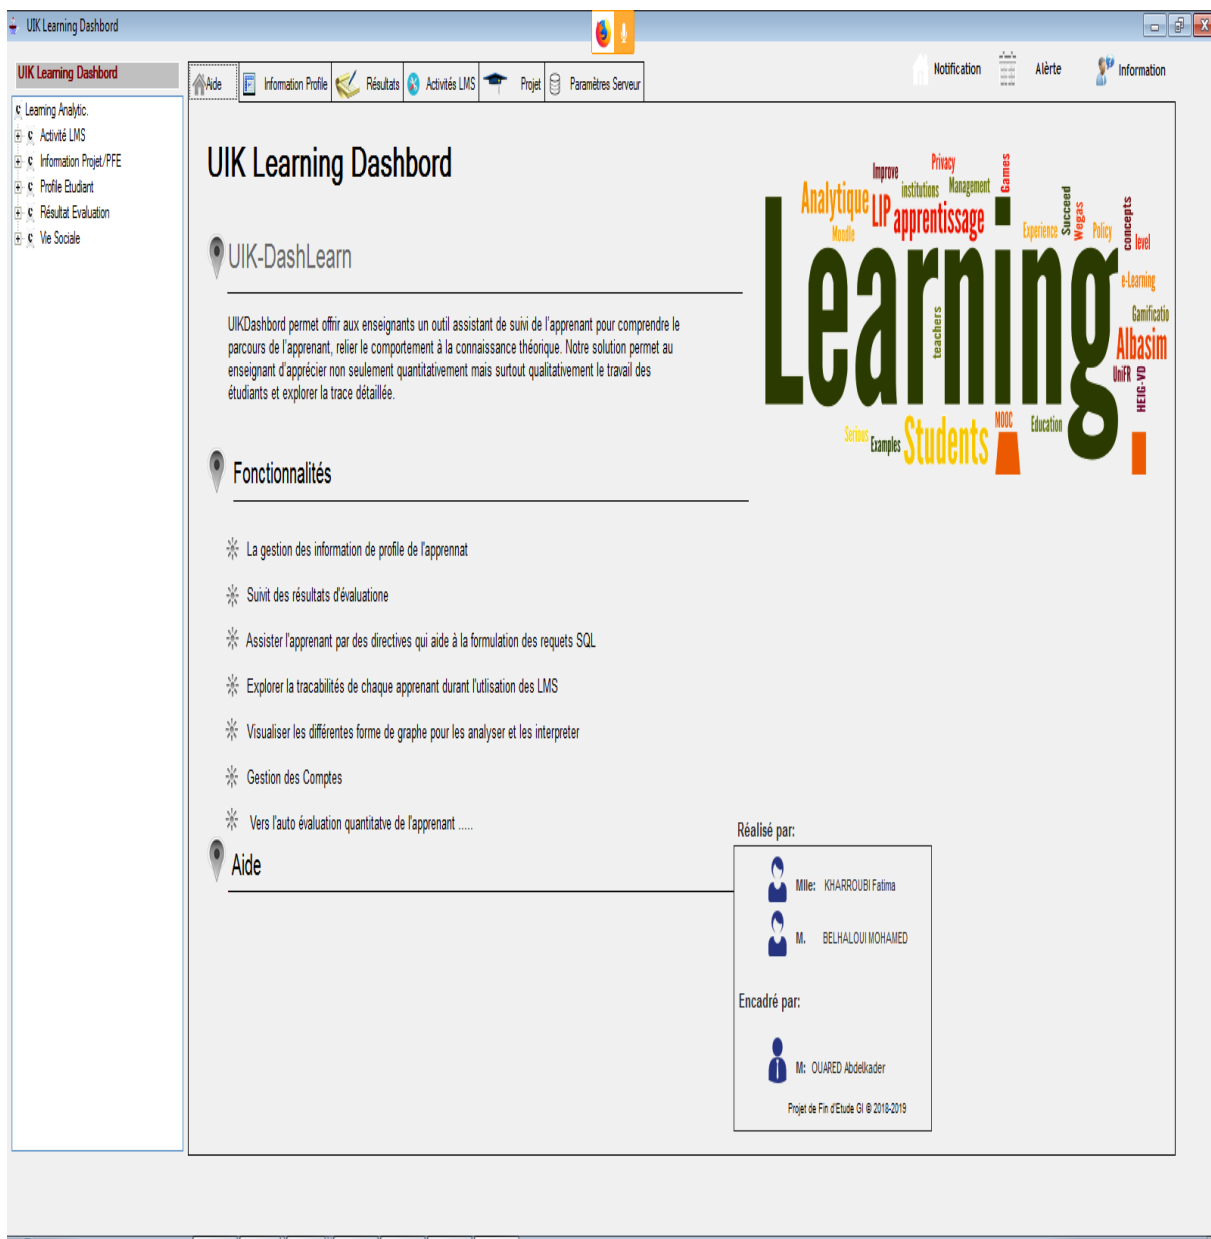 UIK Learning Dashbord
UIK Learning Dashbord
Learning Analytic.
Activité LMS
Information Projet/PFE
Profile Etudiant
Résultat Evaluation
Vie Sociale
Aide
Information Profile
Résultats
Activités LMS
Projet
Paramètres Serveur
Notification
Alèrte
Information
UIK Learning Dashbord
UIK-DashLearn
UIKDashbord permet offrir aux enseignants un outil assistant de suivi de l'apprenant pour comprendre le
parcours de l'apprenant, relier le comportement à la connaissance théorique. Notre solution permet au
enseignant d'apprécier non seulement quantitativement mais surtout qualitativement le travail des
étudiants et explorer la trace détaillée.
Fonctionnalités
La gestion des information de profile de l'apprennat
Suivit des résultats d'évaluatione
Assister l'apprenant par des directives qui aide à la formulation des requets SQL
Explorer la tracabilités de chaque apprenant durant l'utlisation des LMS
Visualiser les différentes forme de graphe pour les analyser et les interpreter
Gestion des Comptes
Vers l'auto évaluation quantitatve de l'apprenant .....
Aide
Improve
Privacy
Games
Analytique
LIP
institutions
Management
apprentissage
Moodle
Experience
Succeed
Wegas
Policy
concepts
level
Learning
teachers
e-Learning
Gamificatio
Albasim
UniFR
HEIG-VD
Serious
Examples
Students
MOOC
Education
Réalisé par:
Mlle: KHARROUBI Fatima
M. BELHALOUI MOHAMED
Encadré par:
M: OUARED Abdelkader
Projet de Fin d'Etude GI © 2018-2019